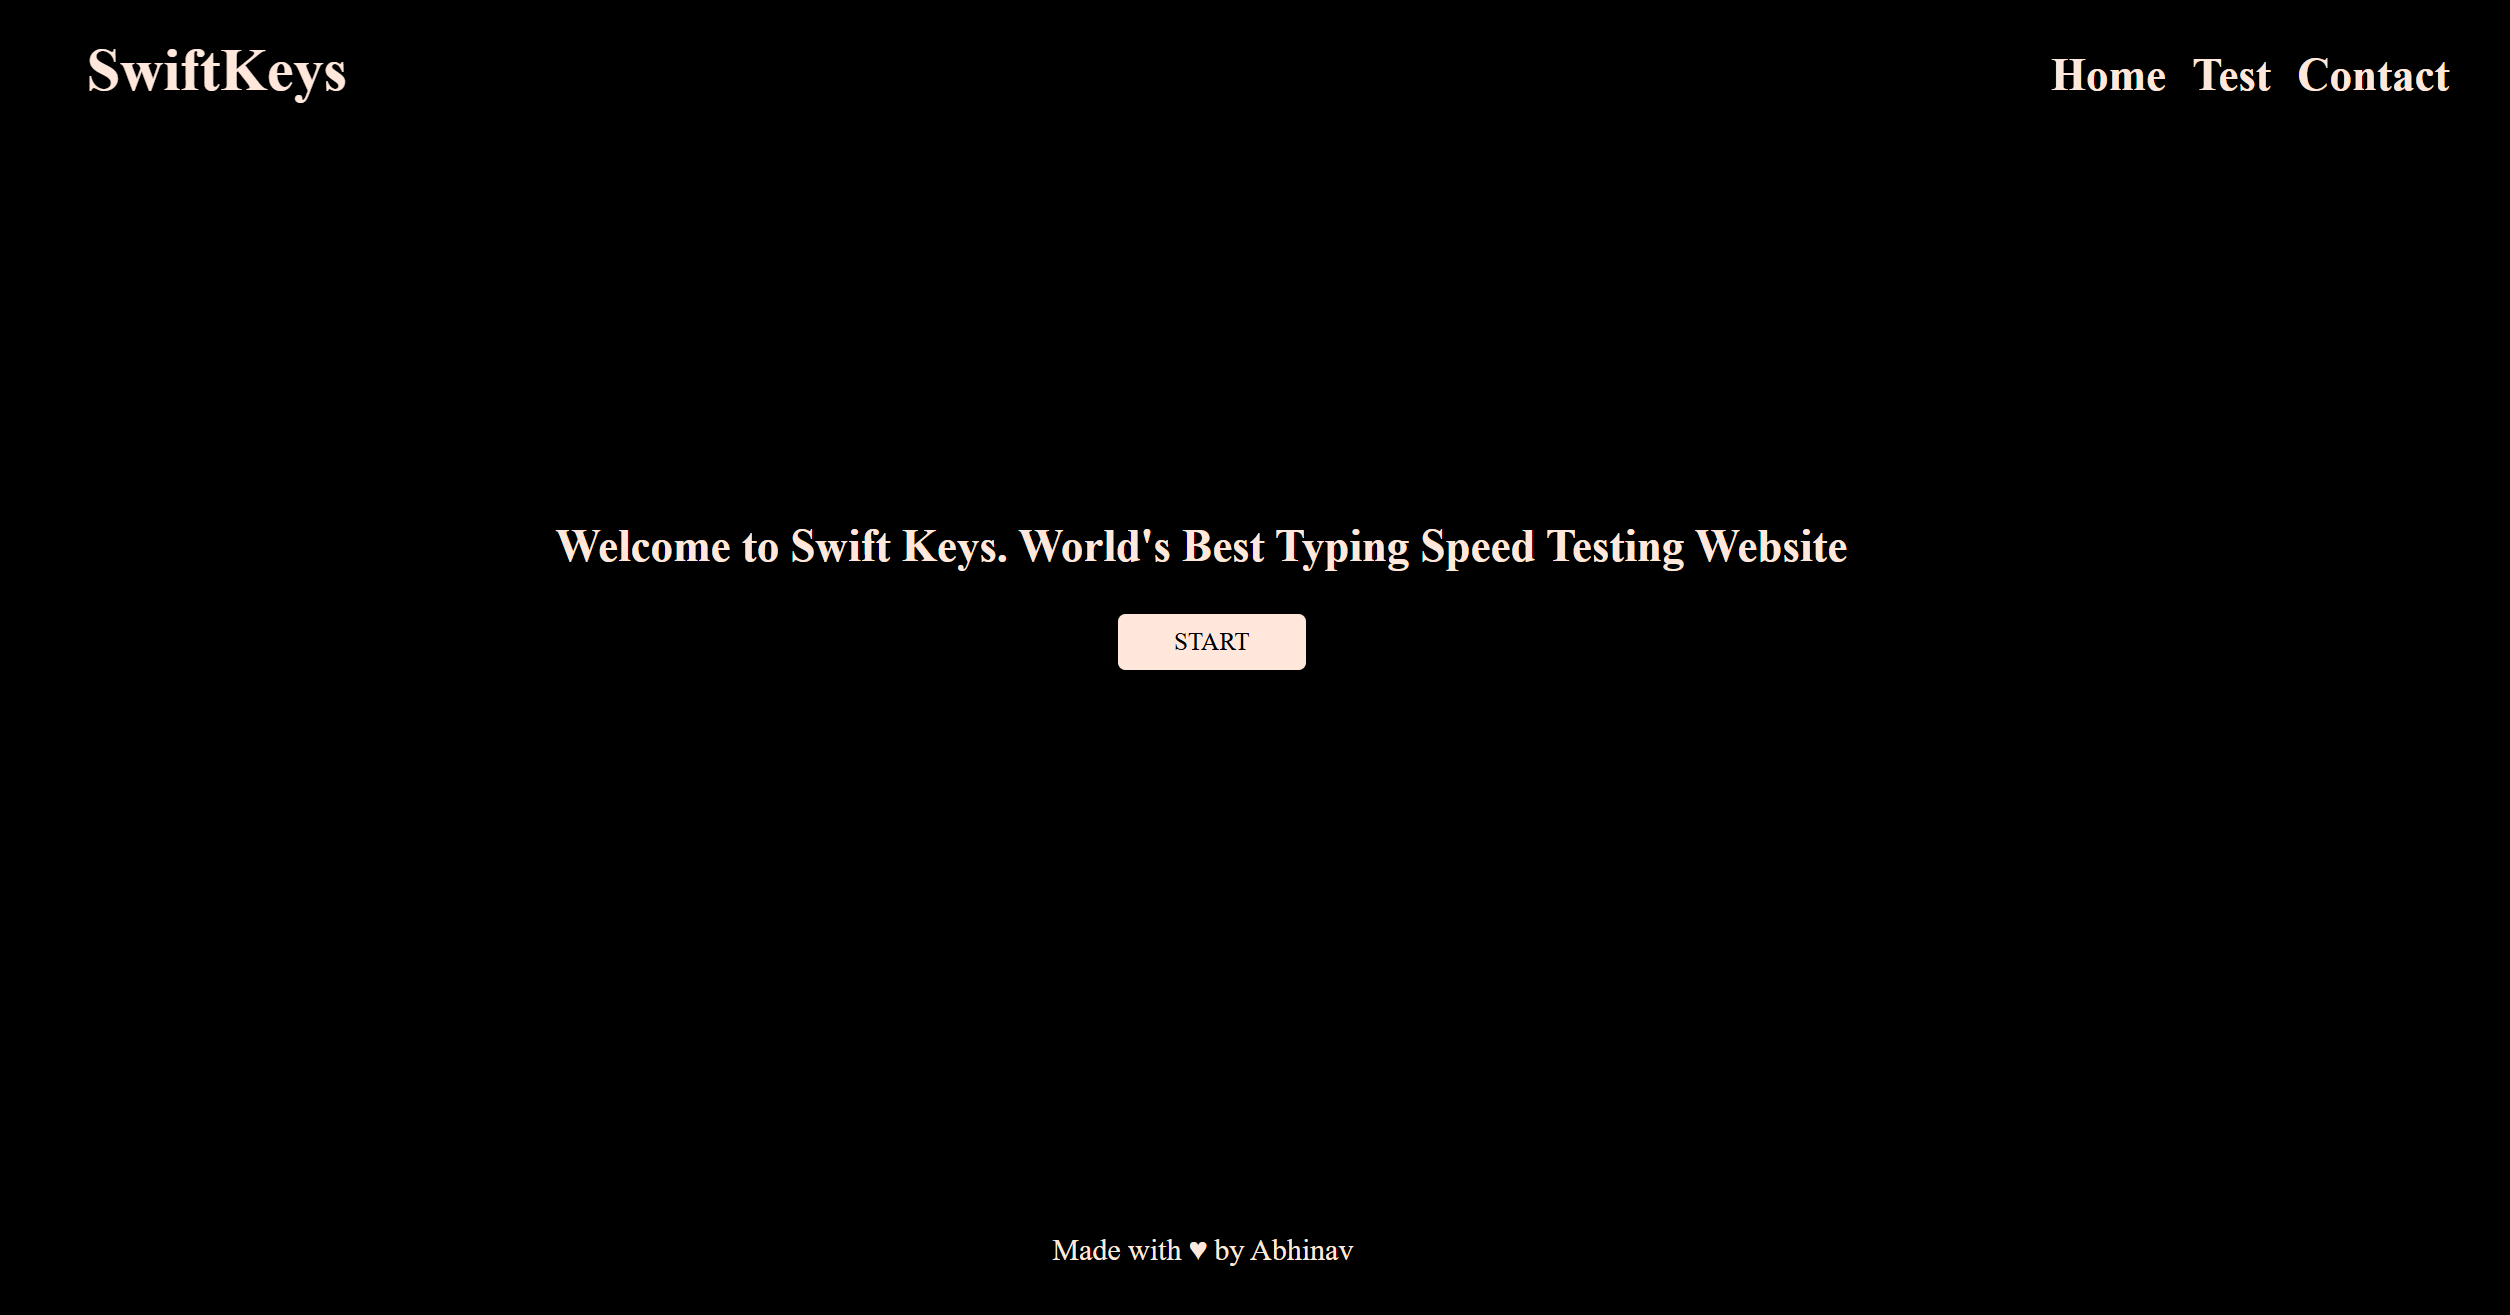 SwiftKeys
Home Test Contact
Welcome to Swift Keys. World's Best Typing Speed Testing Website
START
Made with ♥ by Abhinav